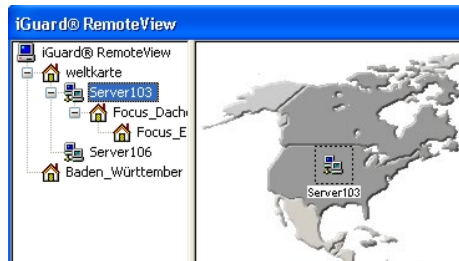 iGuard® RemoteView
iGuard® RemoteView
weltkarte
Server103
Focus_Dach
Focus_E
Server106
Baden_Württember
Server103